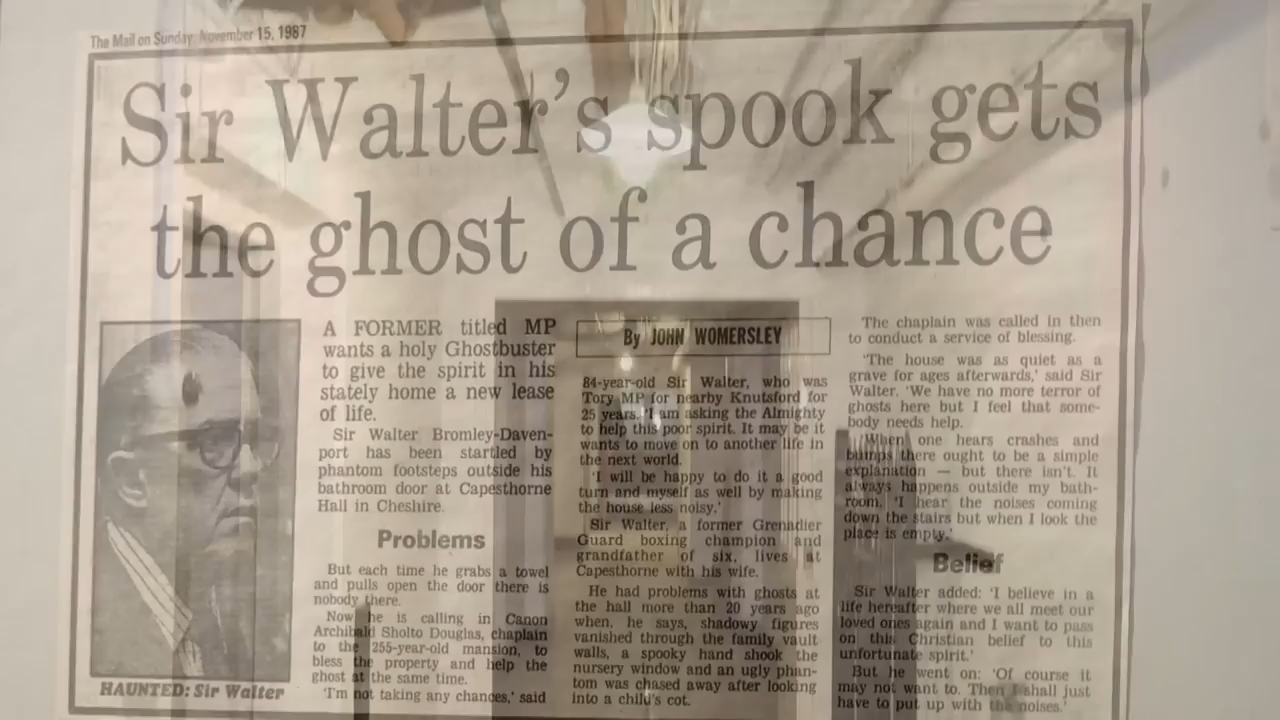 The Mail on Sunday, November 15, 1987
Sir Walter's spook gets
the ghost of a chance
A FORMER titled MP
wants a holy Ghostbuster
to give the spirit in his
stately home a new lease
of life.
Sir Walter Bromley-Daven-
port has been startled by
phantom footsteps outside his
bathroom door at Capesthorne
Hall in Cheshire.
Problems
But each time he grabs a towel
and pulls open the door there is
nobody there.
Now he is calling in Canon
Archibald Sholto Douglas, chaplain
to the 255-year-old mansion, to
bless the property and help the
ghost at the same time.
'I'm not taking any chances,' said
HAUNTED: Sir Walter
By JOHN WOMERSLEY
84-year-old Sir Walter, who was
Tory MP for nearby Knutsford for
25 years. 'I am asking the Almighty
to help this poor spirit. It may be it
wants to move on to another life in
the next world.
'I will be happy to do it a good
turn and myself as well by making
the house less noisy.'
Sir Walter, a former Grenadier
Guard boxing champion and
grandfather of six, lives at
Capesthorne with his wife.
He had problems with ghosts at
the hall more than 20 years ago
when, he says, shadowy figures
vanished through the family vault
walls, a spooky hand shook the
nursery window and an ugly phan-
tom was chased away after looking
into a child's cot.
The chaplain was called in then
to conduct a service of blessing.
'The house was as quiet as a
grave for ages afterwards,' said Sir
Walter. 'We have no more terror of
ghosts here but I feel that some-
body needs help.
'When one hears crashes and
bumps there ought to be a simple
explanation — but there isn't. It
always happens outside my bath-
room. 'I hear the noises coming
down the stairs but when I look the
place is empty.'
Belief
Sir Walter added: 'I believe in a
life hereafter where we all meet our
loved ones again and I want to pass
on this Christian belief to this
unfortunate spirit.'
But he went on: 'Of course it
may not want to. Then I shall just
have to put up with the noises.'